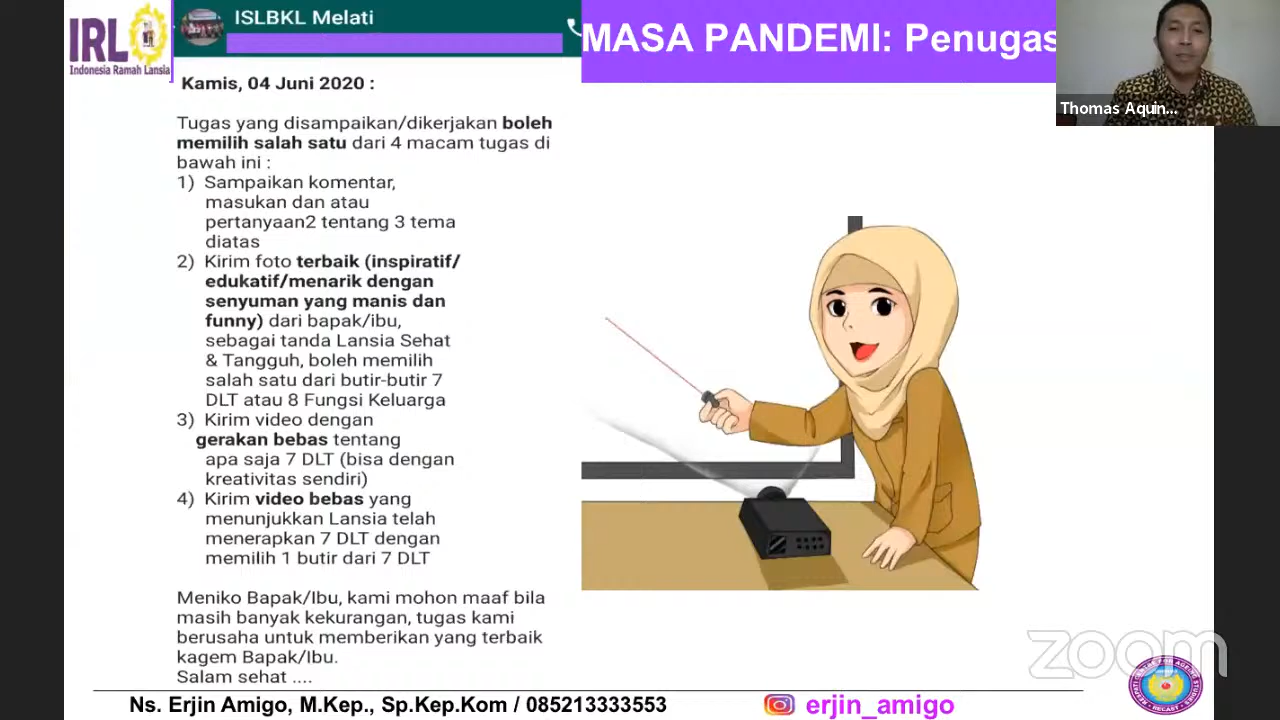 IRL
Indonesia Ramah Lansia
ISLBKL Melati
MASA PANDEMI: Penugas
Thomas Aquin...
Kamis, 04 Juni 2020 :
Tugas yang disampaikan/dikerjakan boleh
memilih salah satu dari 4 macam tugas di
bawah ini :
1) Sampaikan komentar,
masukan dan atau
pertanyaan2 tentang 3 tema
diatas
2) Kirim foto terbaik (inspiratif/
edukatif/menarik dengan
senyuman yang manis dan
funny) dari bapak/ibu,
sebagai tanda Lansia Sehat
& Tangguh, boleh memilih
salah satu dari butir-butir 7
DLT atau 8 Fungsi Keluarga
3) Kirim video dengan
gerakan bebas tentang
apa saja 7 DLT (bisa dengan
kreativitas sendiri)
4) Kirim video bebas yang
menunjukkan Lansia telah
menerapkan 7 DLT dengan
memilih 1 butir dari 7 DLT
Meniko Bapak/Ibu, kami mohon maaf bila
masih banyak kekurangan, tugas kami
berusaha untuk memberikan yang terbaik
kagem Bapak/Ibu.
Salam sehat ....
zoom
Ns. Erjin Amigo, M.Kep., Sp.Kep.Kom / 085213333553
erjin_amigo